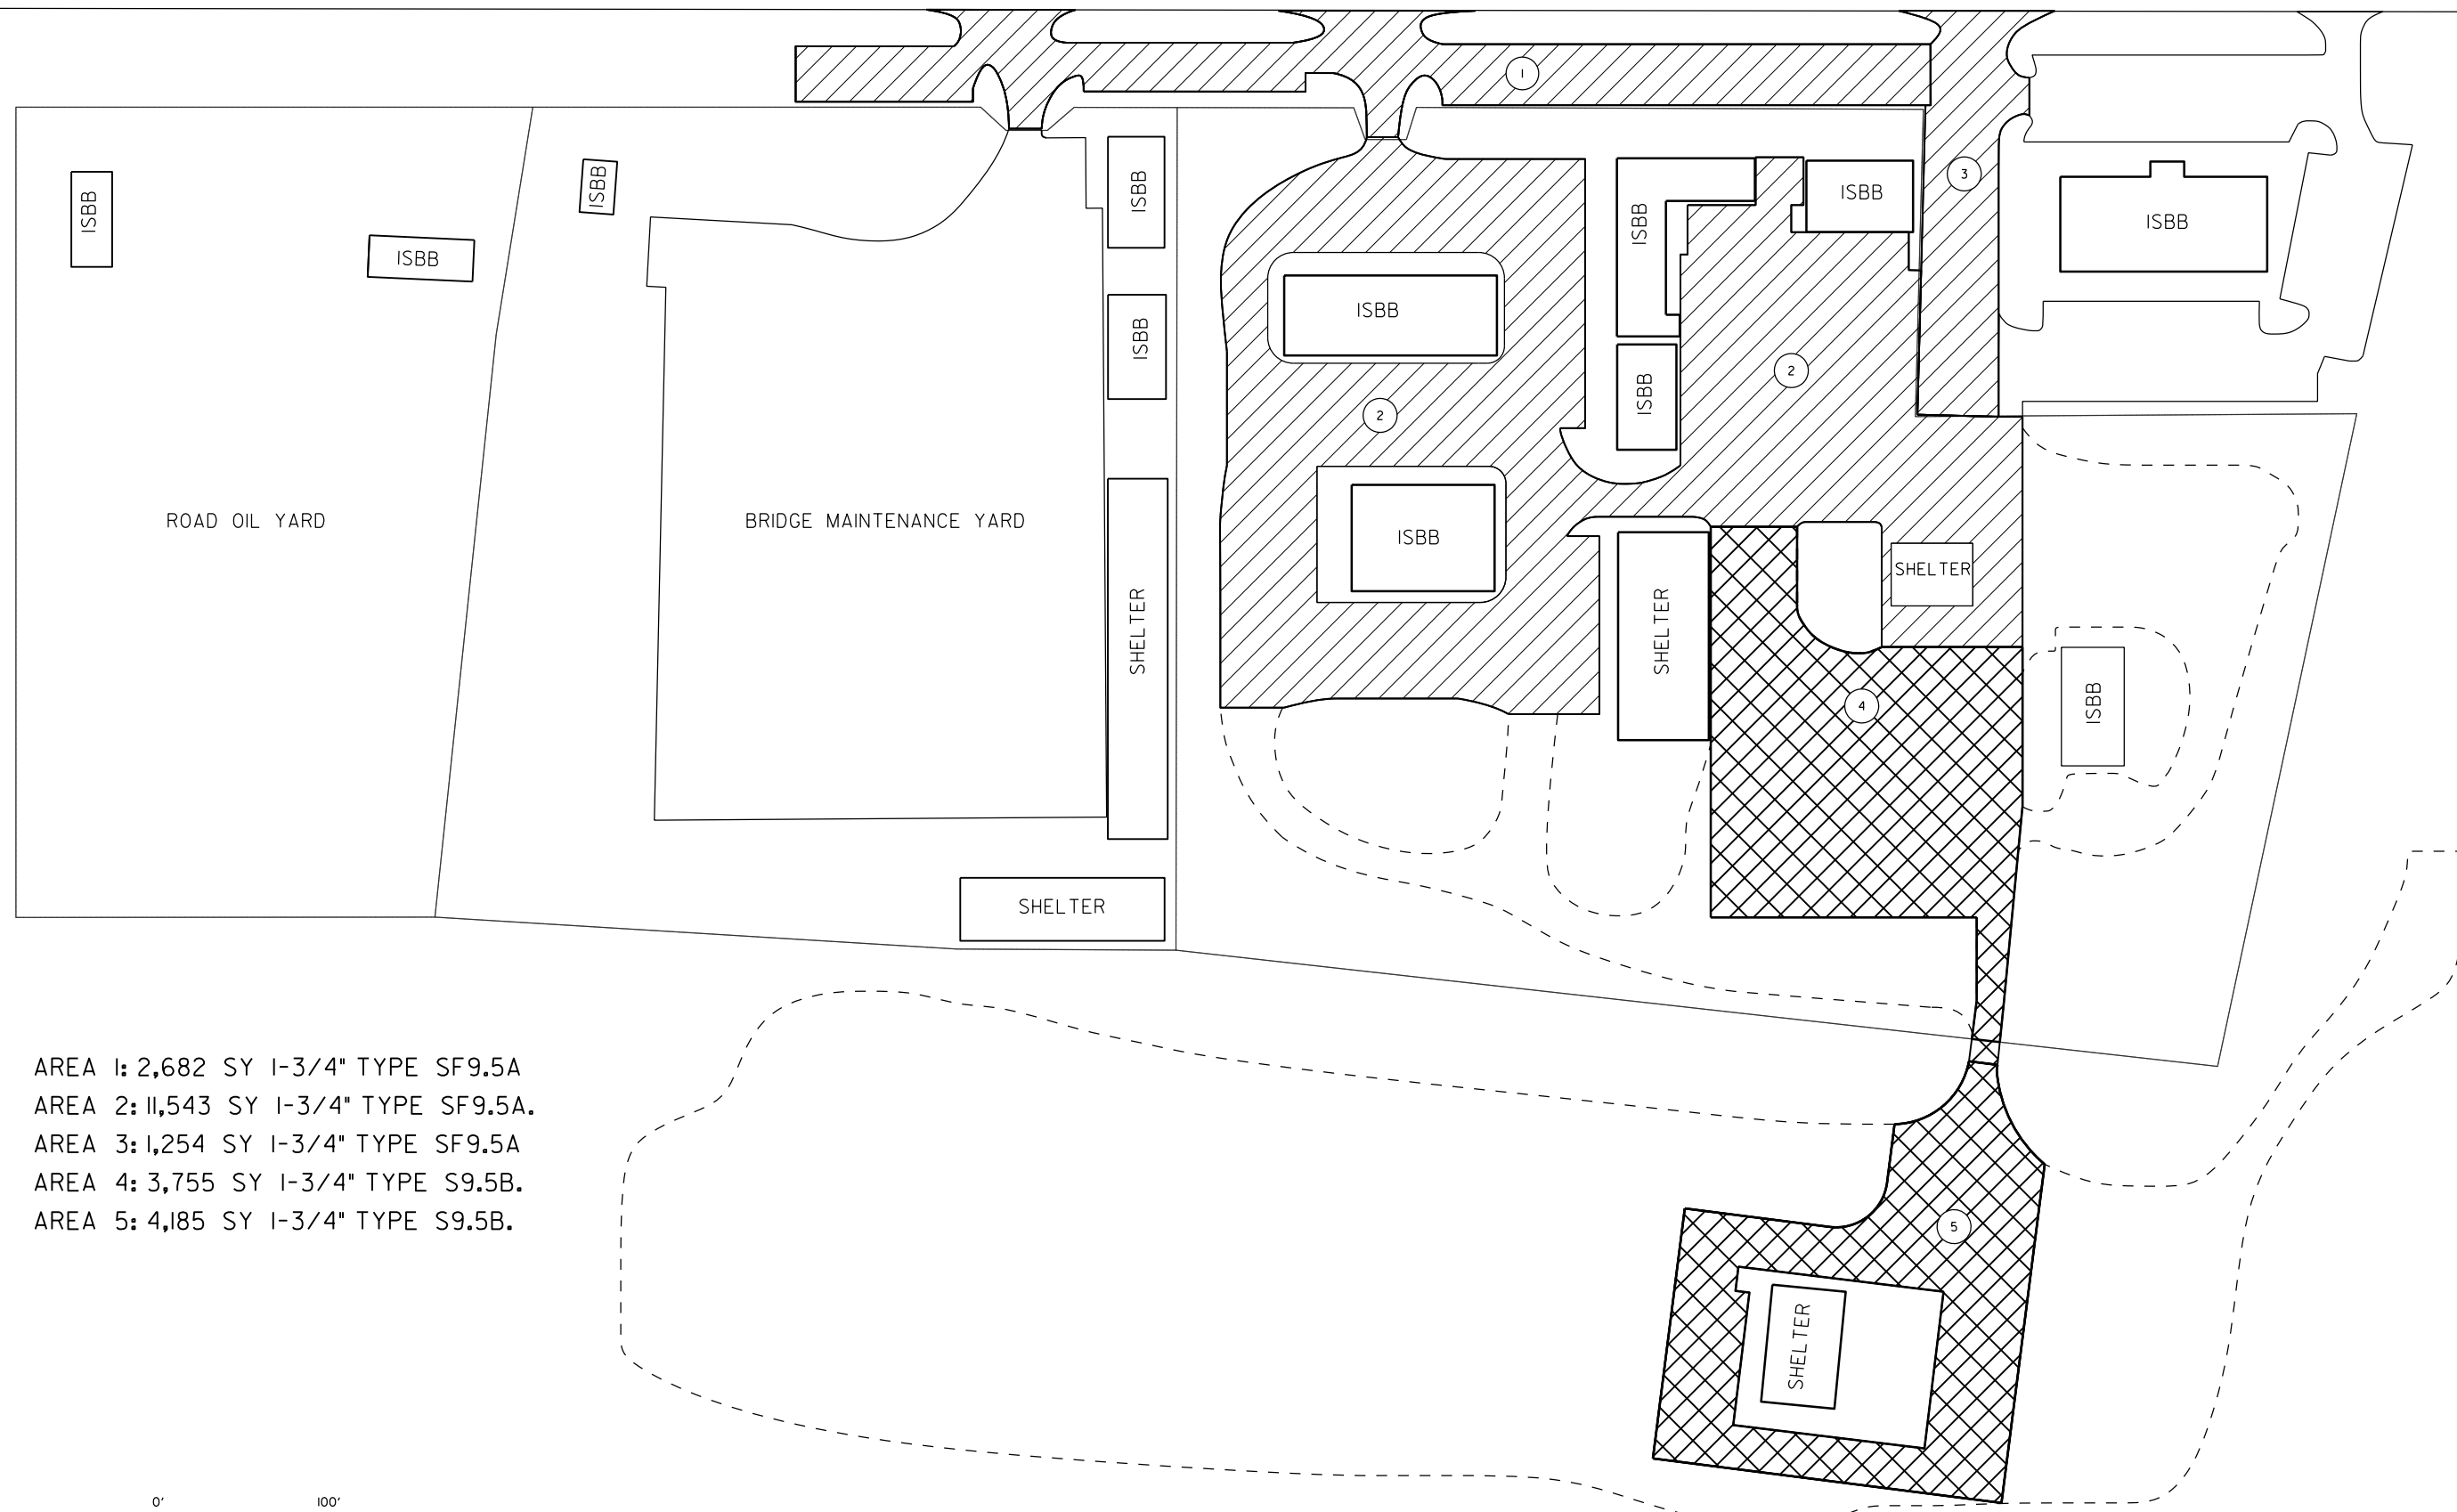 1
3
ISBB
ISBB
ISBB
ISBB
ISBB
ISBB
ISBB
ISBB
ISBB
2
ISBB
ISBB
2
ROAD OIL YARD
BRIDGE MAINTENANCE YARD
ISBB
SHELTER
SHELTER
SHELTER
4
ISBB
SHELTER
AREA 1: 2,682 SY 1-3/4" TYPE SF9.5A
AREA 2: 11,543 SY 1-3/4" TYPE SF9.5A.
AREA 3: 1,254 SY 1-3/4" TYPE SF9.5A
AREA 4: 3,755 SY 1-3/4" TYPE S9.5B.
AREA 5: 4,185 SY 1-3/4" TYPE S9.5B.
5
SHELTER
0' 100'